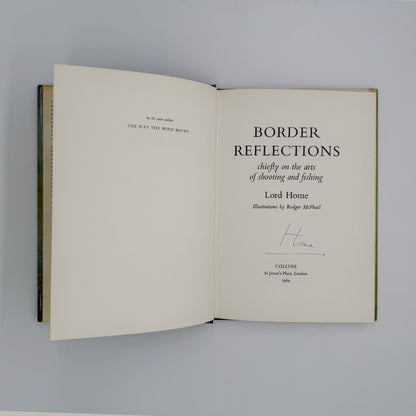 by the same author
THE WAY THE WIND BLOWS
BORDER
REFLECTIONS
chiefly on the arts
of shooting and fishing
Lord Home
Illustrations by Rodger McPhail
Home
COLLINS
St James's Place, London
1979